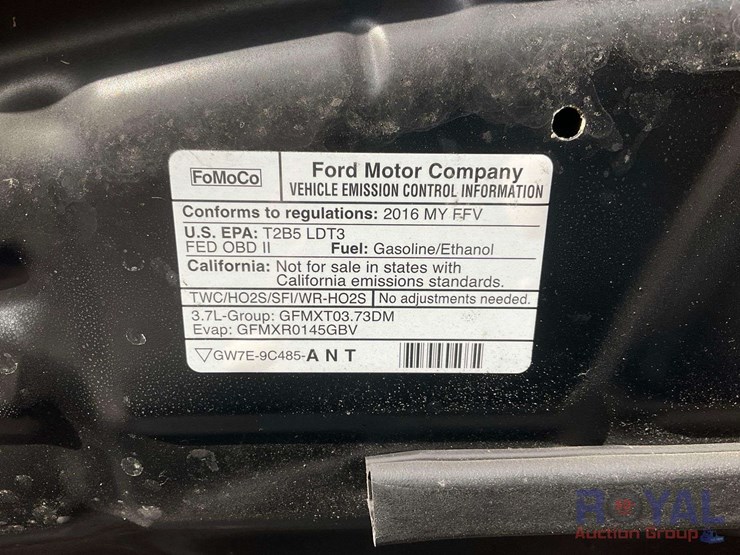 FoMoCo
Ford Motor Company
VEHICLE EMISSION CONTROL INFORMATION
Conforms to regulations: 2016 MY FFV
U.S. EPA: T2B5 LDT3
FED OBD II Fuel: Gasoline/Ethanol
California: Not for sale in states with
California emissions standards.
TWC/HO2S/SFI/WR-HO2S No adjustments needed.
3.7L-Group: GFMXT03.73DM
Evap: GFMXR0145GBV
▽GW7E-9C485-A N T
ROYAL
Auction Group